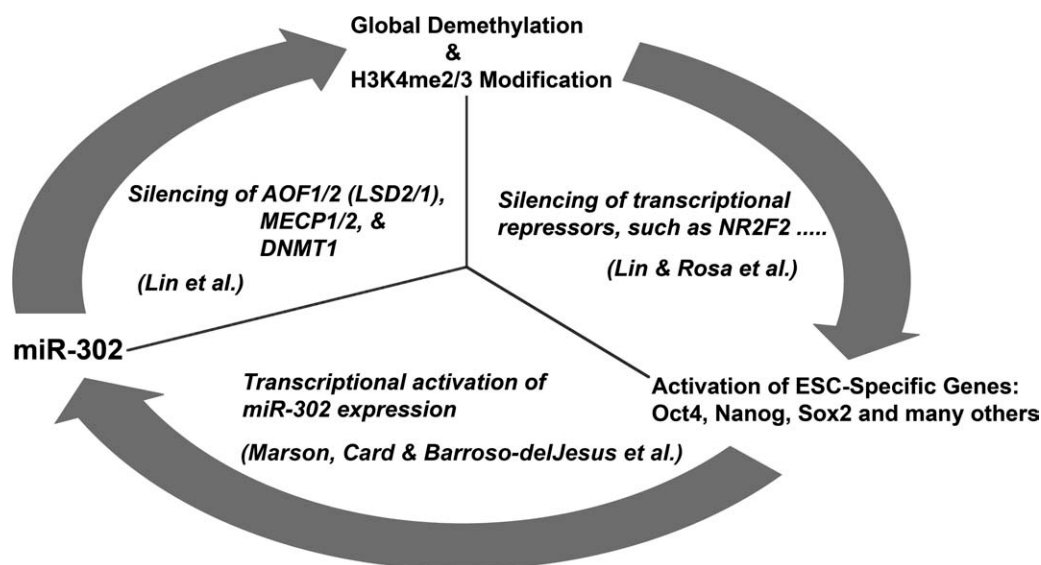 Global Demethylation
&
H3K4me2/3 Modification
Silencing of AOF1/2 (LSD2/1),
MECP1/2, &
DNMT1
(Lin et al.)
Silencing of transcriptional
repressors, such as NR2F2 .....
(Lin & Rosa et al.)
miR-302
Transcriptional activation of
miR-302 expression
(Marson, Card & Barroso-delJesus et al.)
Activation of ESC-Specific Genes:
Oct4, Nanog, Sox2 and many others